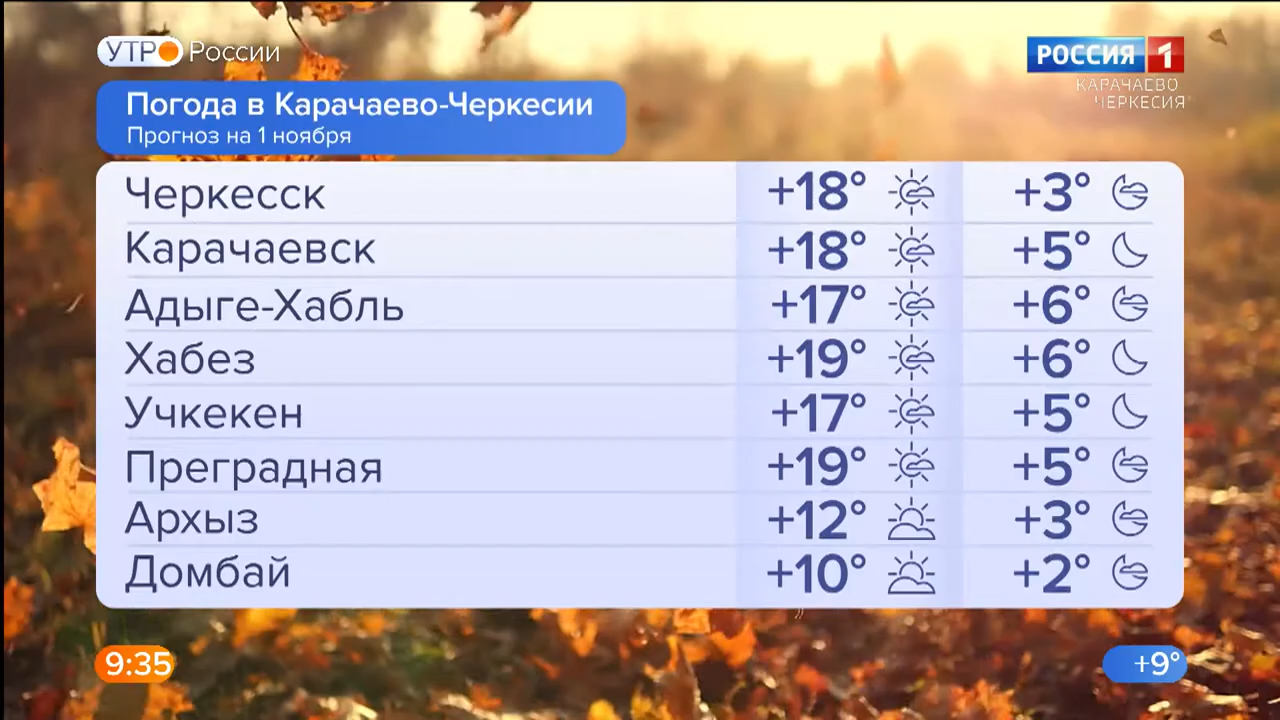 УТРО России
РОССИЯ 1
КАРАЧАЕВО
ЧЕРКЕСИЯ
Погода в Карачаево-Черкесии
Прогноз на 1 ноября
Черкесск +18° +3°
Карачаевск +18° +5°
Адыге-Хабль +17° +6°
Хабез +19° +6°
Учкекен +17° +5°
Преградная +19° +5°
Архыз +12° +3°
Домбай +10° +2°
9:35 +9°